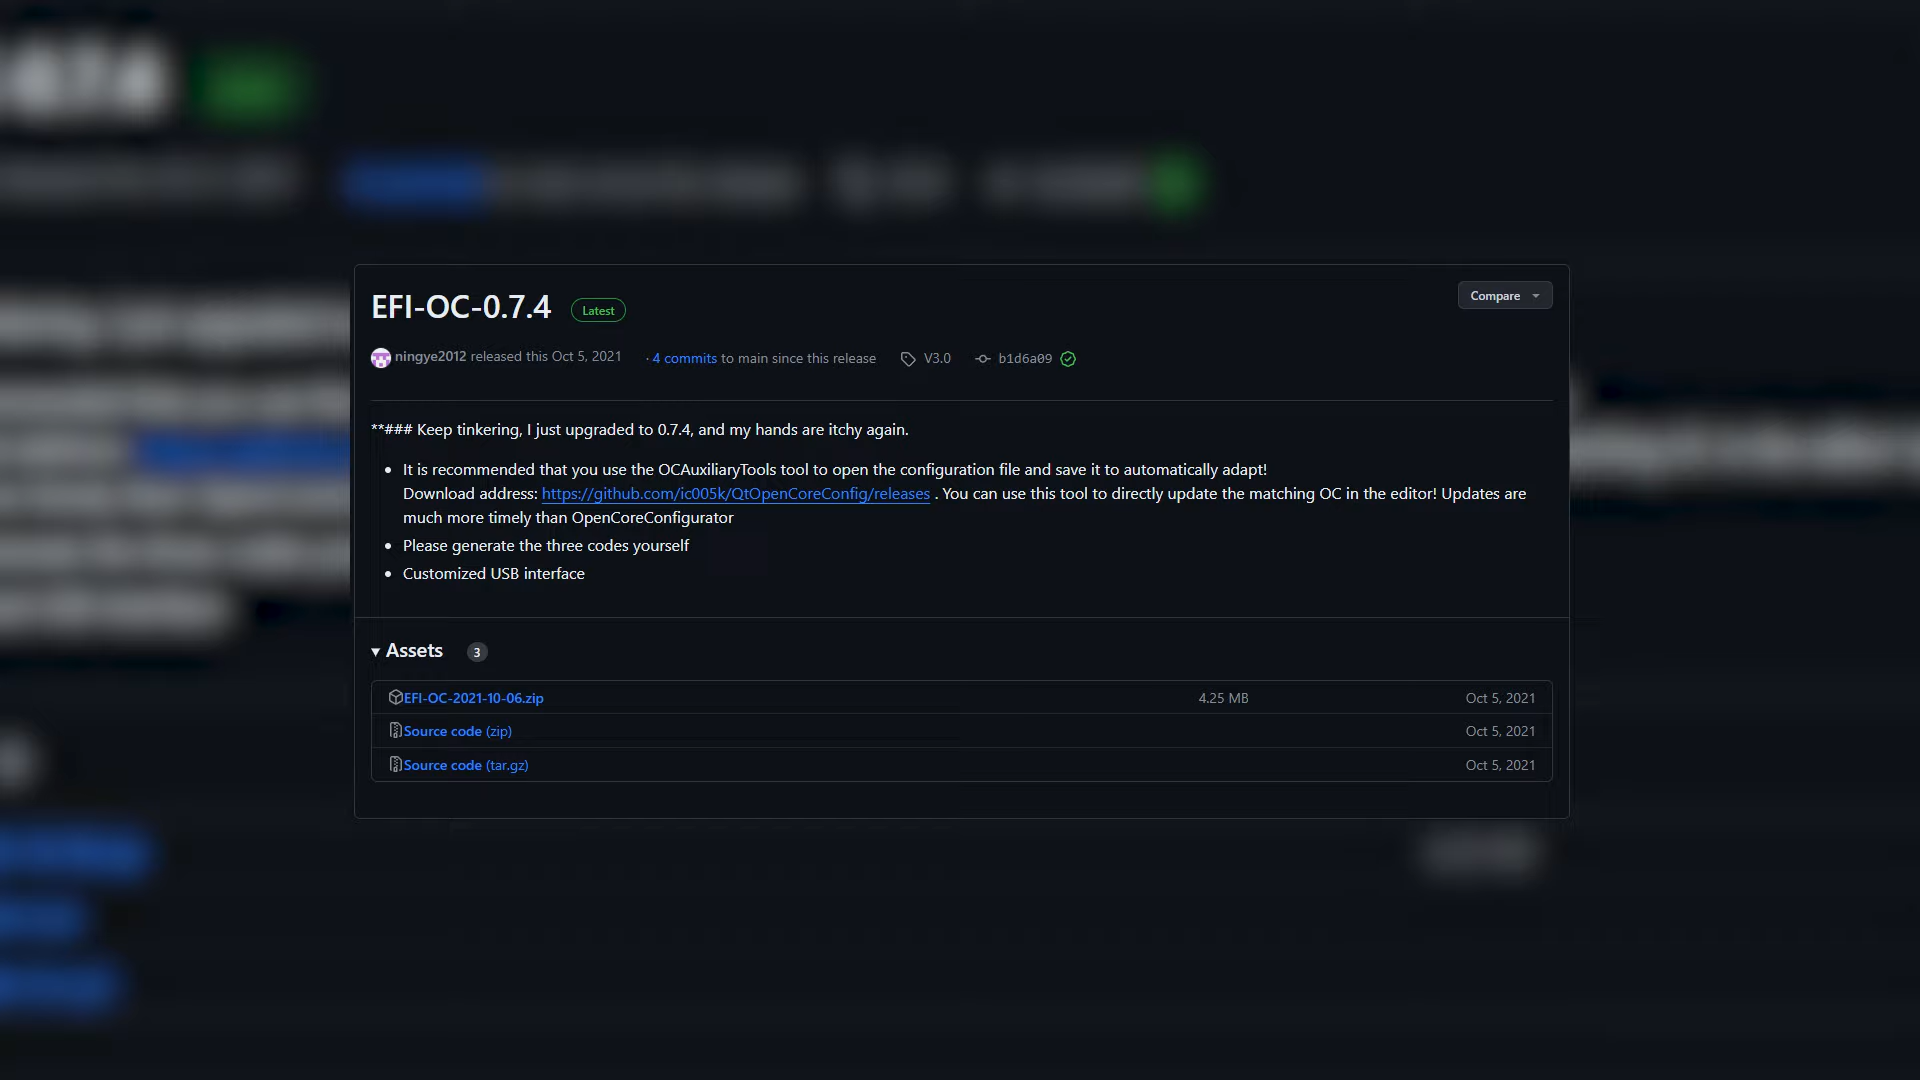 EFI-OC-0.7.4 Latest Compare
ningye2012 released this Oct 5, 2021 · 4 commits to main since this release V3.0 b1d6a09
**### Keep tinkering, I just upgraded to 0.7.4, and my hands are itchy again.
• It is recommended that you use the OCAuxiliaryTools tool to open the configuration file and save it to automatically adapt!
Download address: https://github.com/ic005k/QtOpenCoreConfig/releases . You can use this tool to directly update the matching OC in the editor! Updates are
much more timely than OpenCoreConfigurator
• Please generate the three codes yourself
• Customized USB interface
Assets 3
EFI-OC-2021-10-06.zip 4.25 MB Oct 5, 2021
Source code (zip) Oct 5, 2021
Source code (tar.gz) Oct 5, 2021